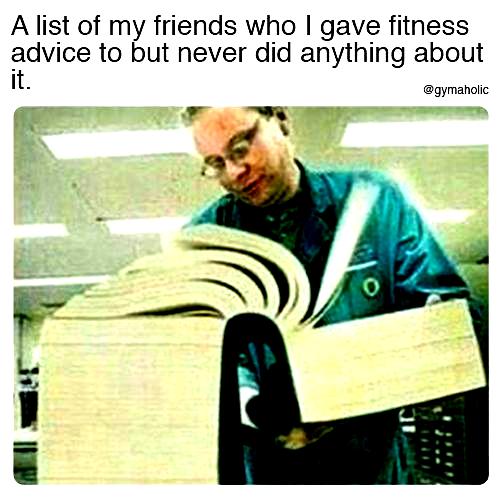 A list of my friends who I gave fitness
advice to but never did anything about
it.
@gymaholic